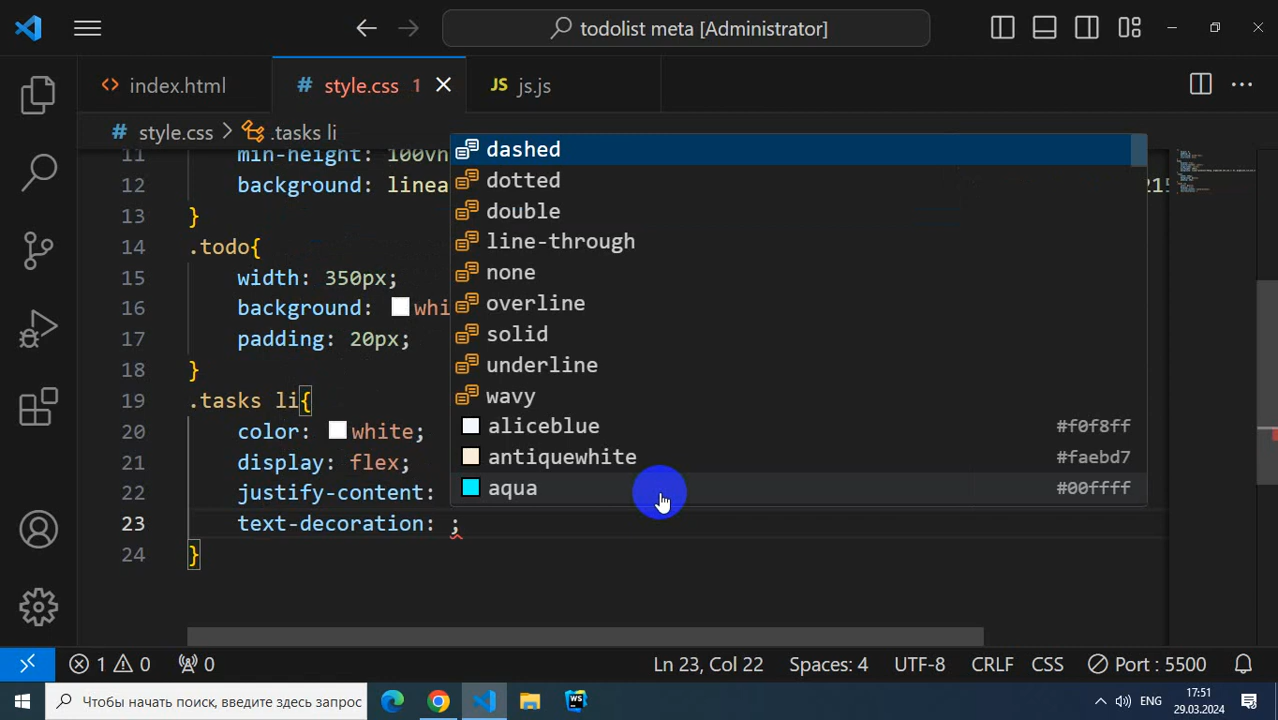 todolist meta [Administrator]
index.html
# style.css 1
JS js.js
# style.css > .tasks li
11 min-height: 100vh
12 background: linea
13 }
14 .todo{
15 width: 350px;
16 background: whi
17 padding: 20px;
18 }
19 .tasks li{
20 color: white;
21 display: flex;
22 justify-content:
23 text-decoration: ;
24 }
dashed
dotted
double
line-through
none
overline
solid
underline
wavy
aliceblue #f0f8ff
antiquewhite #faebd7
aqua #00ffff
1 0 0 Ln 23, Col 22 Spaces: 4 UTF-8 CRLF CSS Port : 5500
Чтобы начать поиск, введите здесь запрос
WS
ENG
17:51
29.03.2024